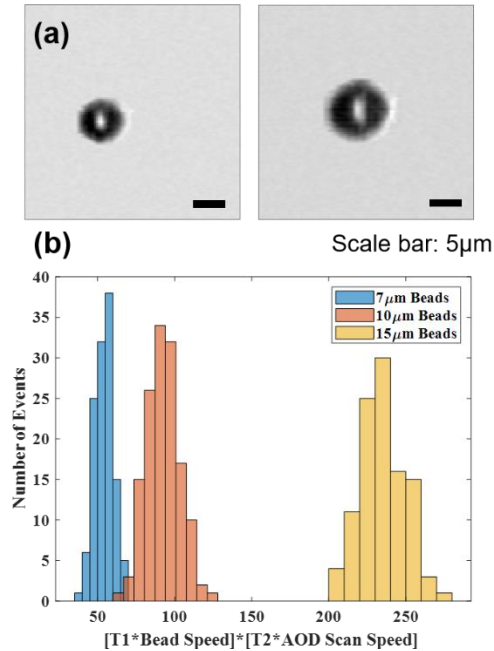 (a)
(b)
Scale bar: 5μm
40
35
30
25
20
15
10
5
0
Number of Events
7μm Beads
10μm Beads
15μm Beads
50
100
150
200
250
[T1*Bead Speed]*[T2*AOD Scan Speed]